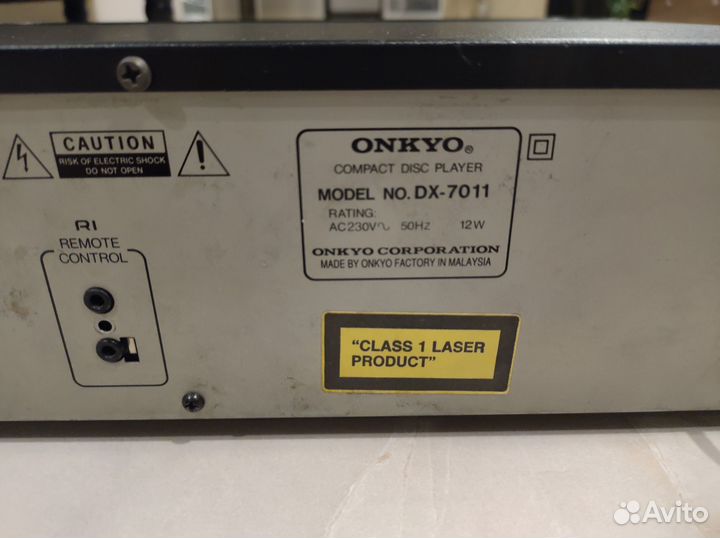 CAUTION
RISK OF ELECTRIC SHOCK
DO NOT OPEN
RI
REMOTE
CONTROL
ONKYO®
COMPACT DISC PLAYER
MODEL NO. DX-7011
RATING:
AC230V∿ 50Hz 12W
ONKYO CORPORATION
MADE BY ONKYO FACTORY IN MALAYSIA
"CLASS 1 LASER
PRODUCT"
Avito